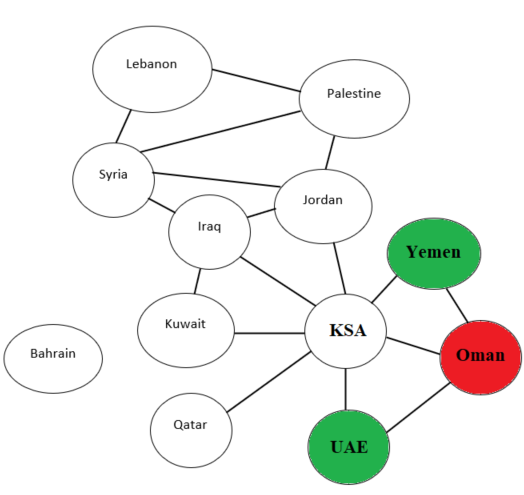 Lebanon
Palestine
Syria
Jordan
Iraq
Yemen
Kuwait
KSA
Bahrain
Oman
Qatar
UAE